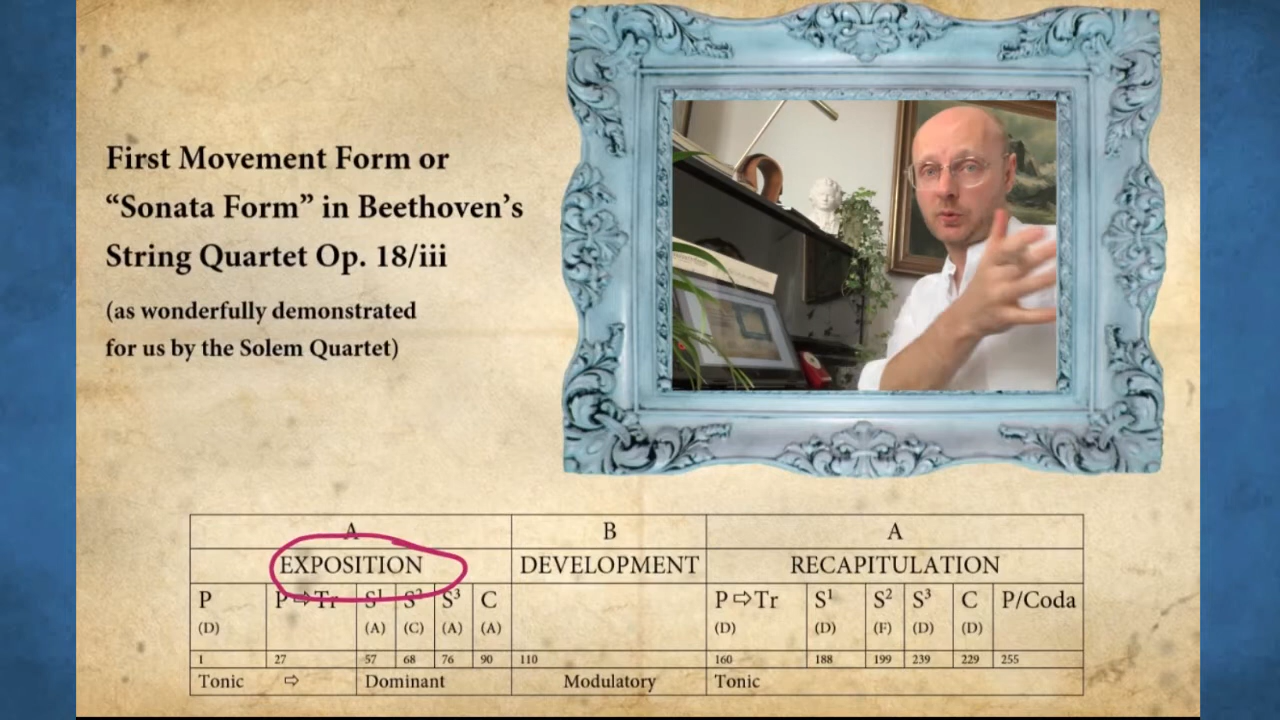 First Movement Form or
“Sonata Form” in Beethoven’s
String Quartet Op. 18/iii
(as wonderfully demonstrated
for us by the Solem Quartet)
A B A
EXPOSITION DEVELOPMENT RECAPITULATION
P P⇨Tr S¹ S² S³ C P⇨Tr S¹ S² S³ C P/Coda
(D) (A) (C) (A) (A) (D) (D) (F) (D) (D)
1 27 57 68 76 90 110 160 188 199 239 229 255
Tonic ⇨ Dominant Modulatory Tonic